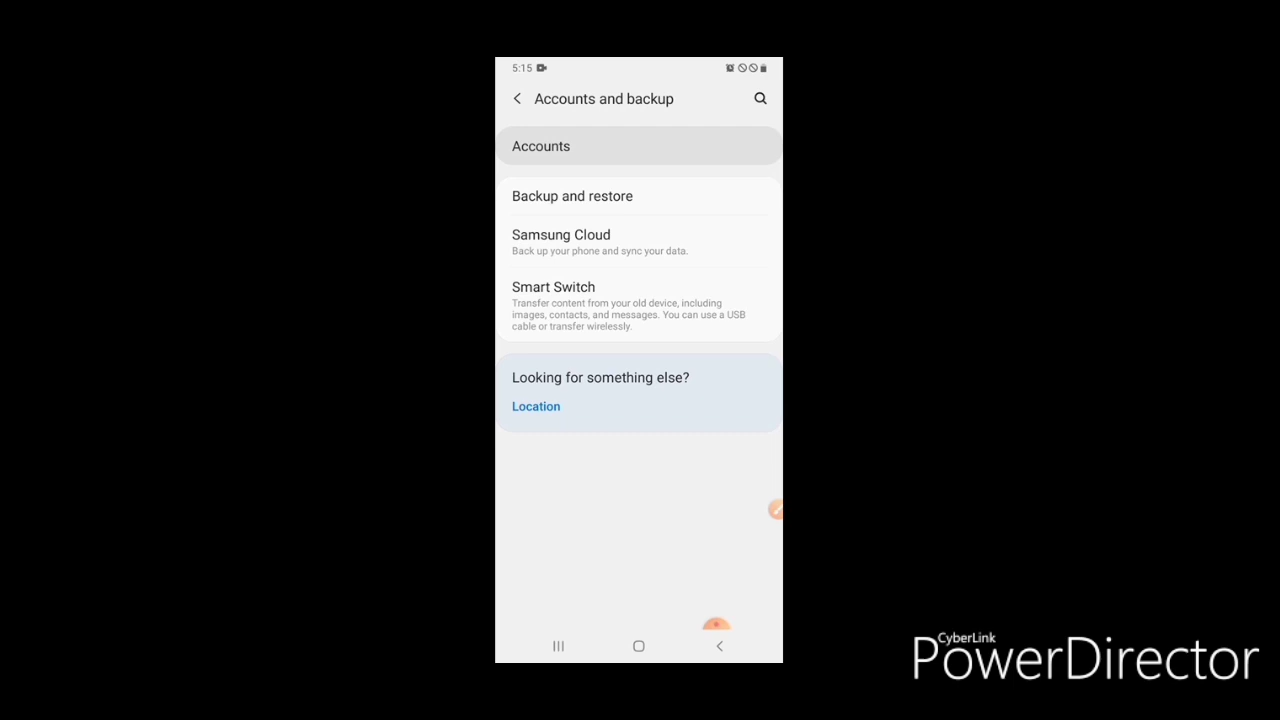 5:15
Accounts and backup
Accounts
Backup and restore
Samsung Cloud
Back up your phone and sync your data.
Smart Switch
Transfer content from your old device, including
images, contacts, and messages. You can use a USB
cable or transfer wirelessly.
Looking for something else?
Location
CyberLink
PowerDirector